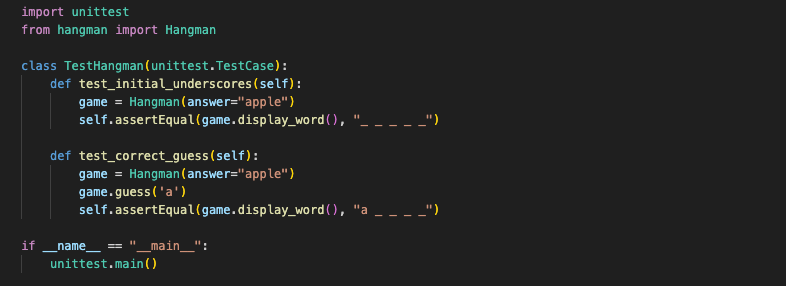 import unittest
from hangman import Hangman

class TestHangman(unittest.TestCase):
    def test_initial_underscores(self):
        game = Hangman(answer="apple")
        self.assertEqual(game.display_word(), "_ _ _ _ _")

    def test_correct_guess(self):
        game = Hangman(answer="apple")
        game.guess('a')
        self.assertEqual(game.display_word(), "a _ _ _ _")

if __name__ == "__main__":
    unittest.main()